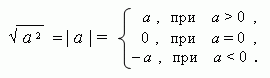 a , при a > 0 ,
√a² = | a | = { 0 , при a = 0 ,
– a , при a < 0 .